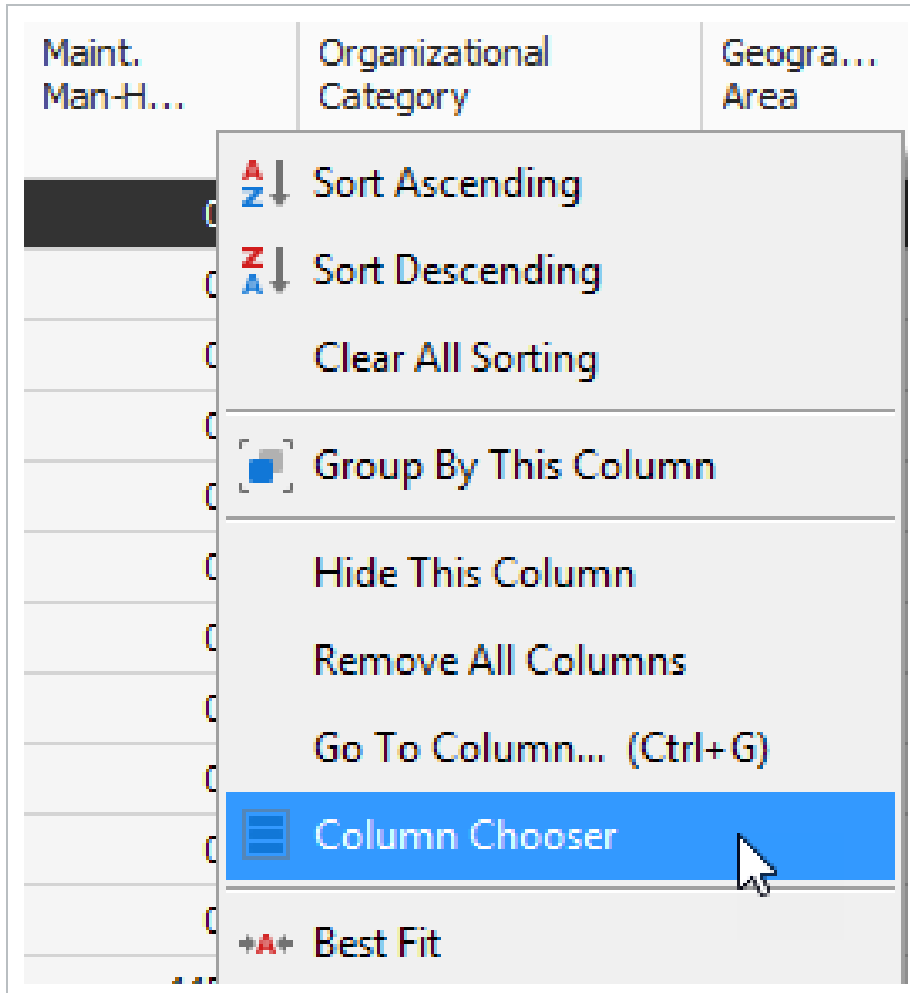 Maint.
Man-H...
Organizational
Category
Geogra...
Area
Sort Ascending
Sort Descending
Clear All Sorting
Group By This Column
Hide This Column
Remove All Columns
Go To Column... (Ctrl+G)
Column Chooser
Best Fit